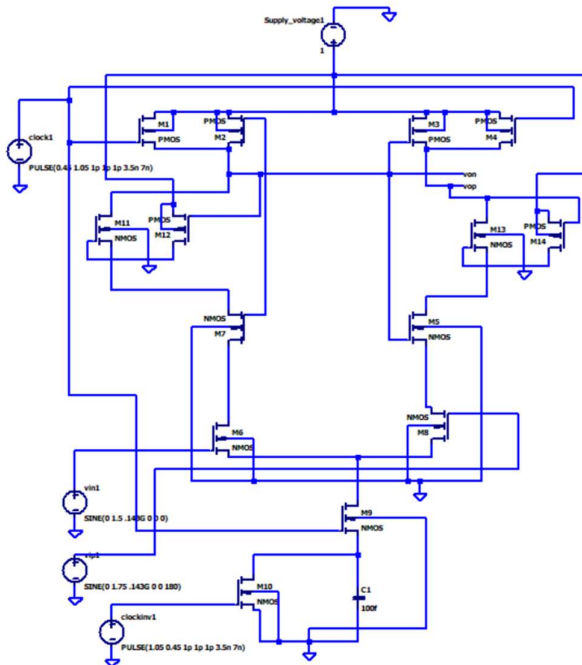 Supply_voltage1
1
M1
PMOS
PMOS
M2
M3
PMOS
PMOS
M4
clock1
PULSE(0.45 1.05 1p 1p 1p 3.5n 7n)
von
vop
M11
NMOS
PMOS
M12
M13
NMOS
PMOS
M14
NMOS
M7
M5
NMOS
M6
NMOS
NMOS
M8
vin1
SINE(0 1.5 .143G 0 0 0)
M9
NMOS
vip1
SINE(0 1.75 .143G 0 0 180)
M10
NMOS
C1
100f
clockinv1
PULSE(1.05 0.45 1p 1p 1p 3.5n 7n)